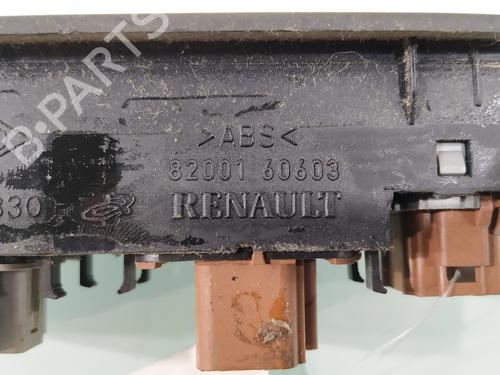 B-PARTS
>ABS<
82001 60603
330
RENAULT